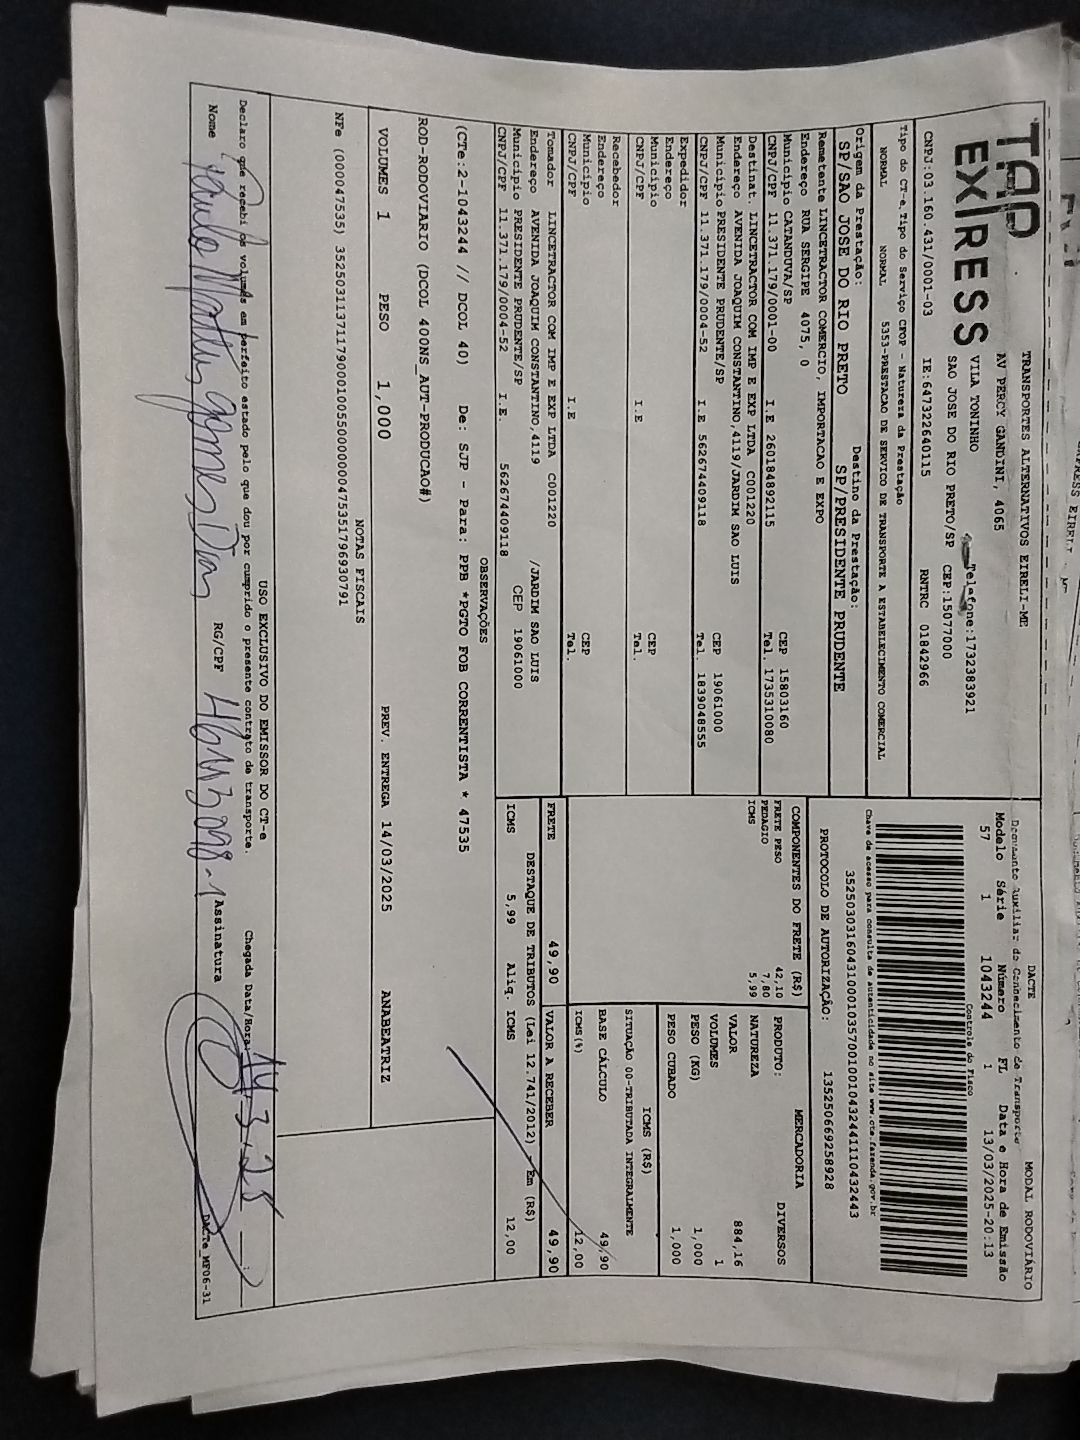 TAP
EX/RESS
TRANSPORTES ALTERNATIVOS EIRELI-ME
AV PERCY GANDINI, 4065
VILA TONINHO Telefone:1732383921
SAO JOSE DO RIO PRETO/SP CEP:15077000
CNPJ:03.160.431/0001-03 IE:647322640115 RNTRC 01842966
Tipo do CT-e Tipo do Serviço CFOP - Natureza da Prestação
NORMAL NORMAL 5353-PRESTACAO DE SERVICO DE TRANSPORTE A ESTABELECIMENTO COMERCIAL
Origem da Prestação: Destino da Prestação:
SP/SAO JOSE DO RIO PRETO SP/PRESIDENTE PRUDENTE
Remetente LINCETRACTOR COMERCIO, IMPORTACAO E EXPO
Endereço RUA SERGIPE 4075, 0
Município CATANDUVA/SP CEP 15803160
CNPJ/CPF 11.371.179/0001-00 I.E 260184892115 Tel. 1735310080
Destinat. LINCETRACTOR COM IMP E EXP LTDA C001220
Endereço AVENIDA JOAQUIM CONSTANTINO,4119/JARDIM SAO LUIS
Município PRESIDENTE PRUDENTE/SP CEP 19061000
CNPJ/CPF 11.371.179/0004-52 I.E 562674409118 Tel. 1839048555
Expedidor
Endereço
Município CEP
CNPJ/CPF I.E Tel.
Recebedor
Endereço
Município CEP
CNPJ/CPF I.E Tel.
Tomador LINCETRACTOR COM IMP E EXP LTDA C001220
Endereço AVENIDA JOAQUIM CONSTANTINO,4119 /JARDIM SAO LUIS
Município PRESIDENTE PRUDENTE/SP CEP 19061000
CNPJ/CPF 11.371.179/0004-52 I.E. 562674409118
DACTE MODAL RODOVIÁRIO
Documento Auxiliar do Conhecimento de Transporte
Modelo Série Número FL Data e Hora de Emissão
57 1 1043244 1 13/03/2025-20:13
Controle do Fisco
Chave de acesso para consulta de autenticidade no site www.cte.fazenda.gov.br
35250303160431000103570010010432441110432443
PROTOCOLO DE AUTORIZAÇÃO: 135250669258928
COMPONENTES DO FRETE (R$)
FRETE PESO 42,10
PEDAGIO 7,80
ICMS 5,99
PRODUTO: MERCADORIA
NATUREZA DIVERSOS
VALOR 884,16
VOLUMES 1
PESO (KG) 1,000
PESO CUBADO 1,000
ICMS (R$)
SITUAÇÃO 00-TRIBUTADA INTEGRALMENTE
BASE CÁLCULO 49,90
ICMS(%) 12,00
FRETE 49,90 VALOR A RECEBER 49,90
DESTAQUE DE TRIBUTOS (Lei 12.741/2012) - Em (R$)
ICMS 5,99 Aliq. ICMS 12,00
OBSERVAÇÕES
(CTe:2-1043244 // DCOL 40) De: SJP - Para: PPB *PGTO FOB CORRENTISTA * 47535
ROD-RODOVIARIO (DCOL 400NS_AUT-PRODUCAO#)
VOLUMES 1 PESO 1,000 PREV. ENTREGA 14/03/2025 ANABEATRIZ
NOTAS FISCAIS
NFe (000047535) 35250311371179000100550000000475351796930791
USO EXCLUSIVO DO EMISSOR DO CT-e
Declaro que recebi os volumes em perfeito estado pelo que dou por cumprido o presente contrato de transporte. Chegada Data/Hora: 14/3/25
Nome Gomes Dias RG/CPF Assinatura
DACTe_MF06-31